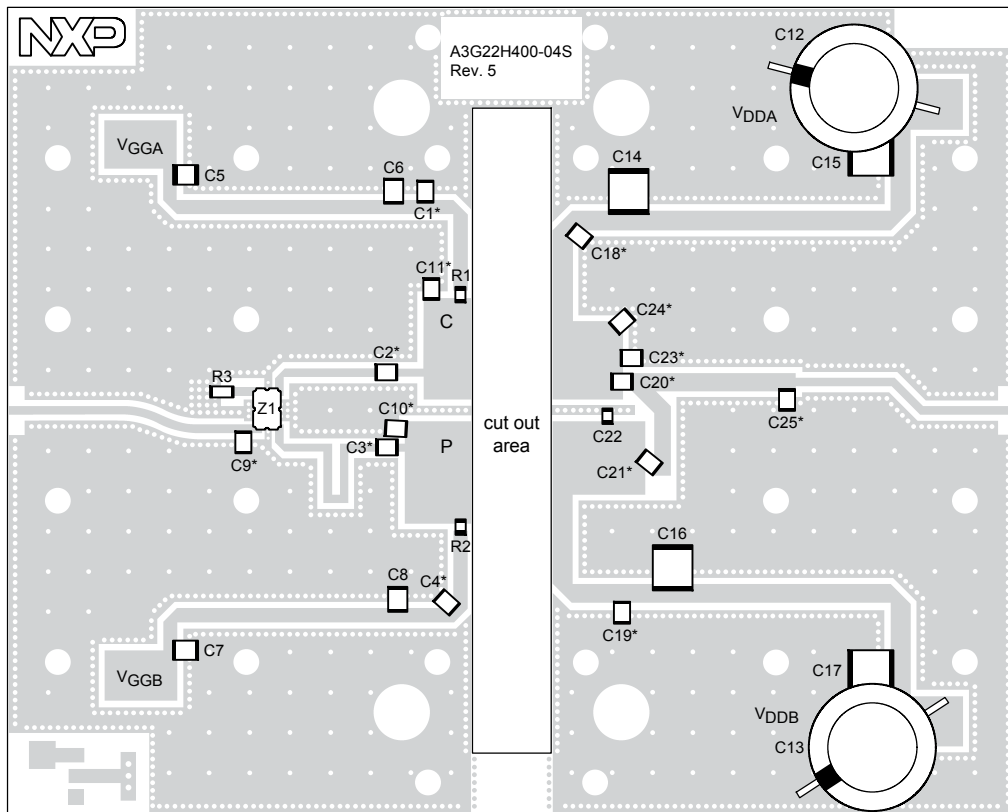 NXP
A3G22H400-04S
Rev. 5
C12
VDDA
VGGA
C5
C6
C1*
C14
C15
C18*
C11*
R1
C
C24*
C2*
C23*
R3
C20*
Z1
C10*
C25*
cut out
area
C22
C9*
C3*
P
C21*
R2
C16
C8
C4*
C19*
C7
VGGB
C17
VDDB
C13